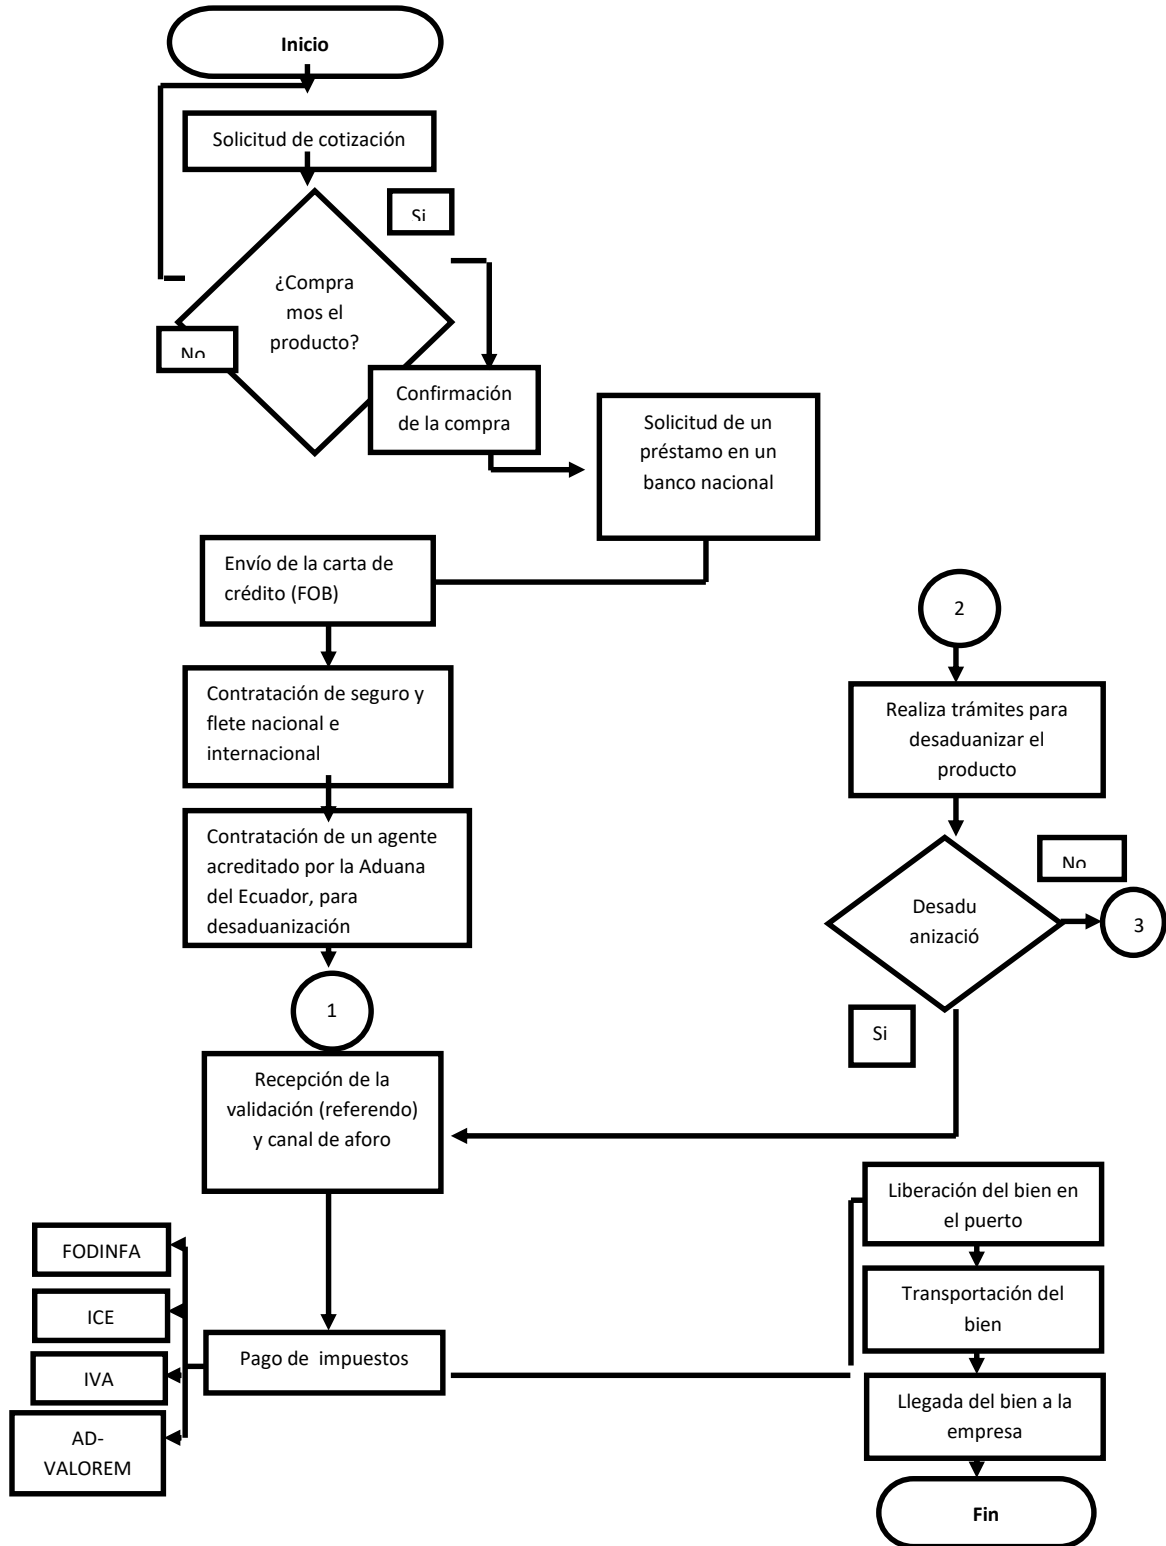 Inicio
Solicitud de cotización
Si
¿Compra
mos el
producto?
No
Confirmación
de la compra
Solicitud de un
préstamo en un
banco nacional
Envío de la carta de
crédito (FOB)
Contratación de seguro y
flete nacional e
internacional
Contratación de un agente
acreditado por la Aduana
del Ecuador, para
desaduanización
1
Recepción de la
validación (referendo)
y canal de aforo
Pago de impuestos
FODINFA
ICE
IVA
AD-
VALOREM
2
Realiza trámites para
desaduanizar el
producto
No
Desadu
anizació
3
Si
Liberación del bien en
el puerto
Transportación del
bien
Llegada del bien a la
empresa
Fin